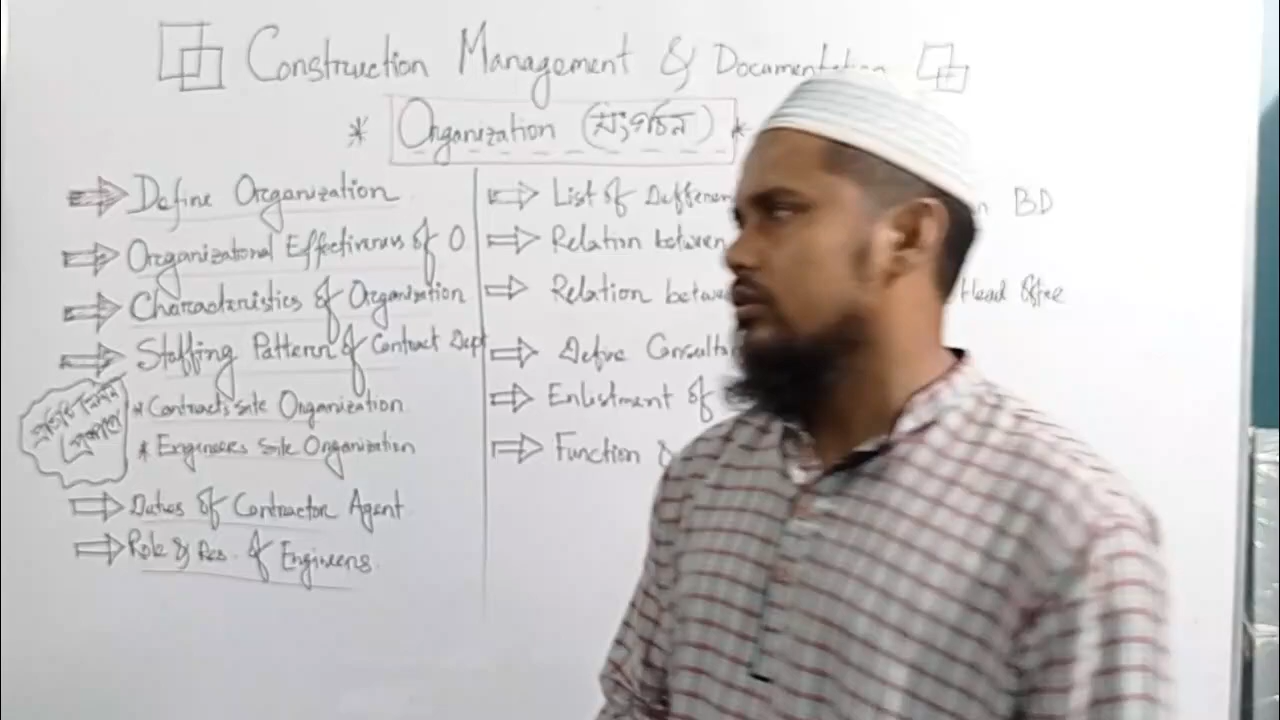 Construction Management & Documentation
* Organization (সংগঠন) *
Define Organization
Organizational Effectiveness of O
Characteristics of Organization
Staffing Pattern of Contract Dept
* Contracts site Organization
* Engineers site Organization
Duties of Contractor Agent
Role & Res. of Engineers
List of Differen
n BD
Relation between
Relation betwe
Head office
Define Consulta
Enlistment of
Function &